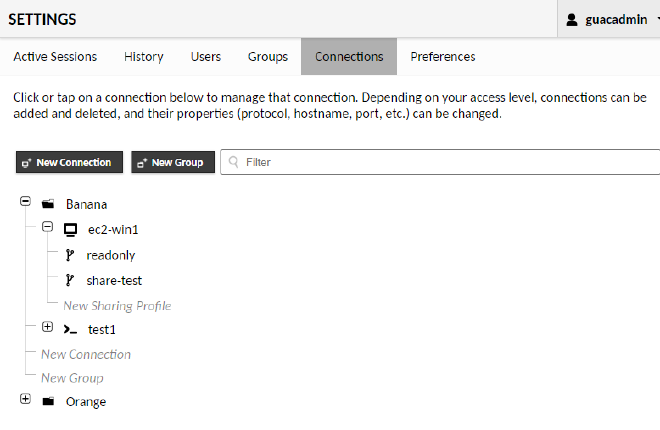 SETTINGS
guacadmin
Active Sessions History Users Groups Connections Preferences
Click or tap on a connection below to manage that connection. Depending on your access level, connections can be
added and deleted, and their properties (protocol, hostname, port, etc.) can be changed.
New Connection New Group Filter
Banana
ec2-win1
readonly
share-test
New Sharing Profile
test1
New Connection
New Group
Orange